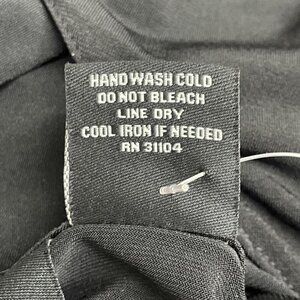 HAND WASH COLD
DO NOT BLEACH
LINE DRY
COOL IRON IF NEEDED
RN 31104